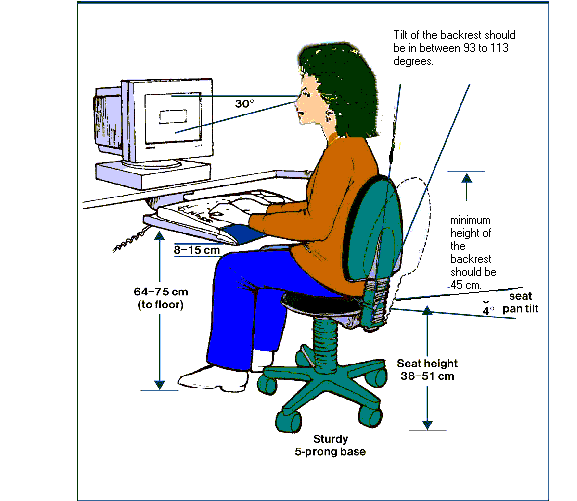 Tilt of the backrest should
be in between 93 to 113
degrees.
30°
minimum
height of
the
backrest
should be
45 cm.
8–15 cm
64–75 cm
(to floor)
seat
pan tilt
4°
Seat height
38–51 cm
Sturdy
5-prong base